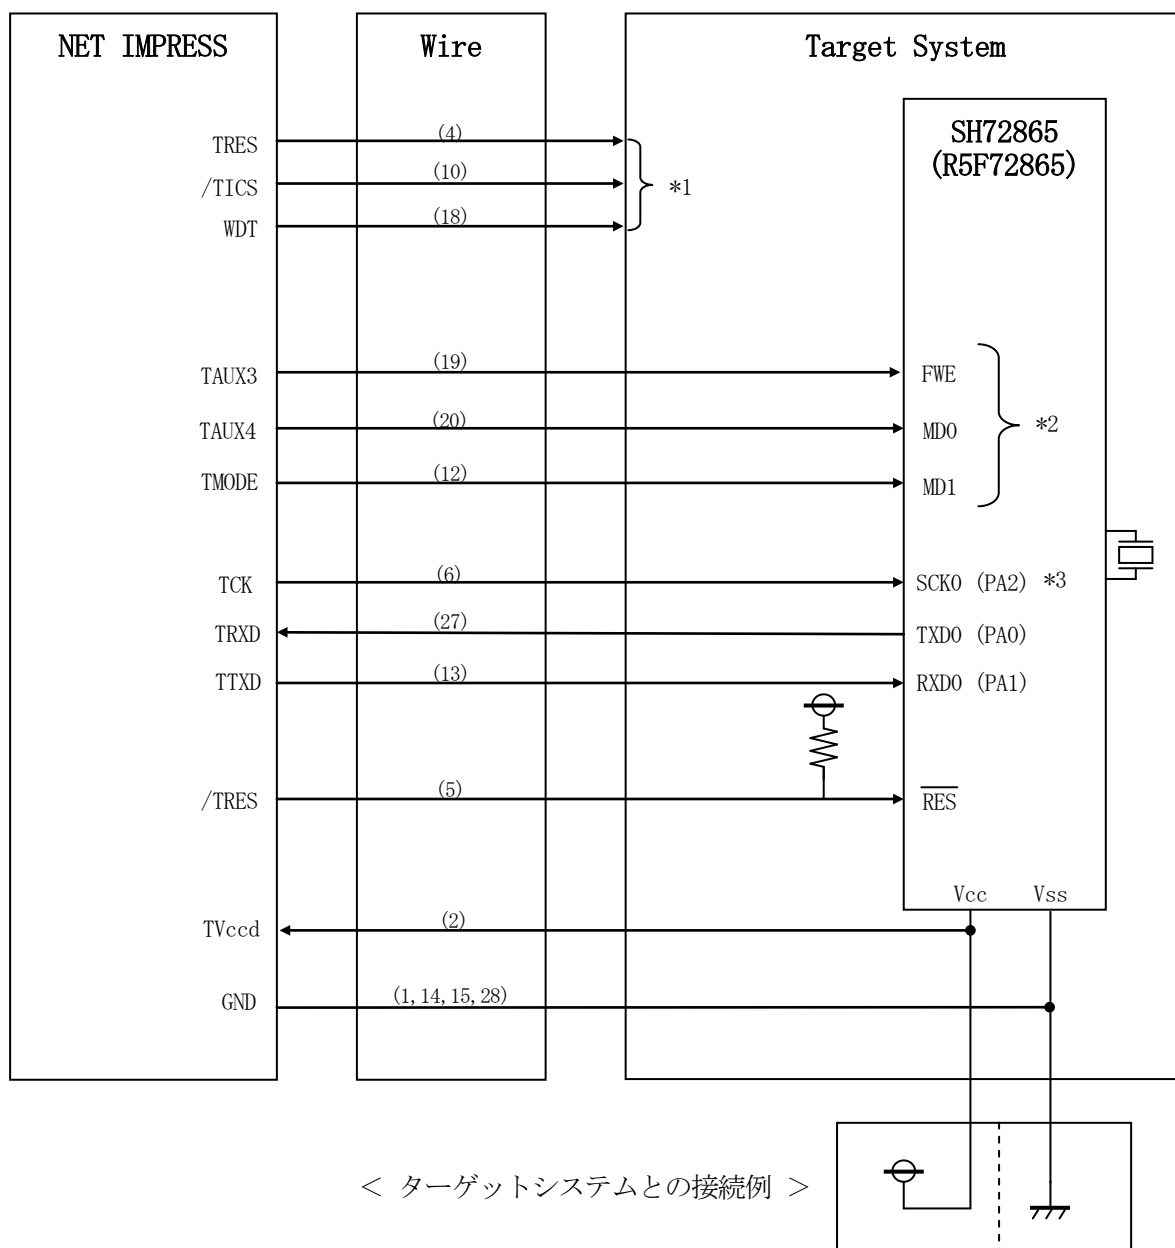 NET IMPRESS Wire Target System
SH72865
(R5F72865)
TRES (4)
/TICS (10) *1
WDT (18)
TAUX3 (19) FWE
TAUX4 (20) MD0 *2
TMODE (12) MD1
TCK (6) SCK0 (PA2) *3
TRXD (27) TXD0 (PA0)
TTXD (13) RXD0 (PA1)
/TRES (5) RES
Vcc Vss
TVccd (2)
GND (1,14,15,28)
< ターゲットシステムとの接続例 >